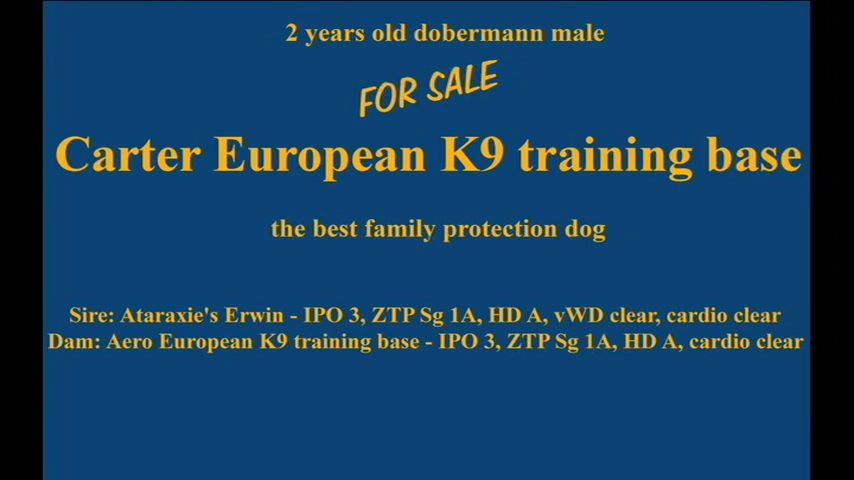 2 years old dobermann male
FOR SALE
Carter European K9 training base
the best family protection dog
Sire: Ataraxie's Erwin - IPO 3, ZTP Sg 1A, HD A, vWD clear, cardio clear
Dam: Aero European K9 training base - IPO 3, ZTP Sg 1A, HD A, cardio clear